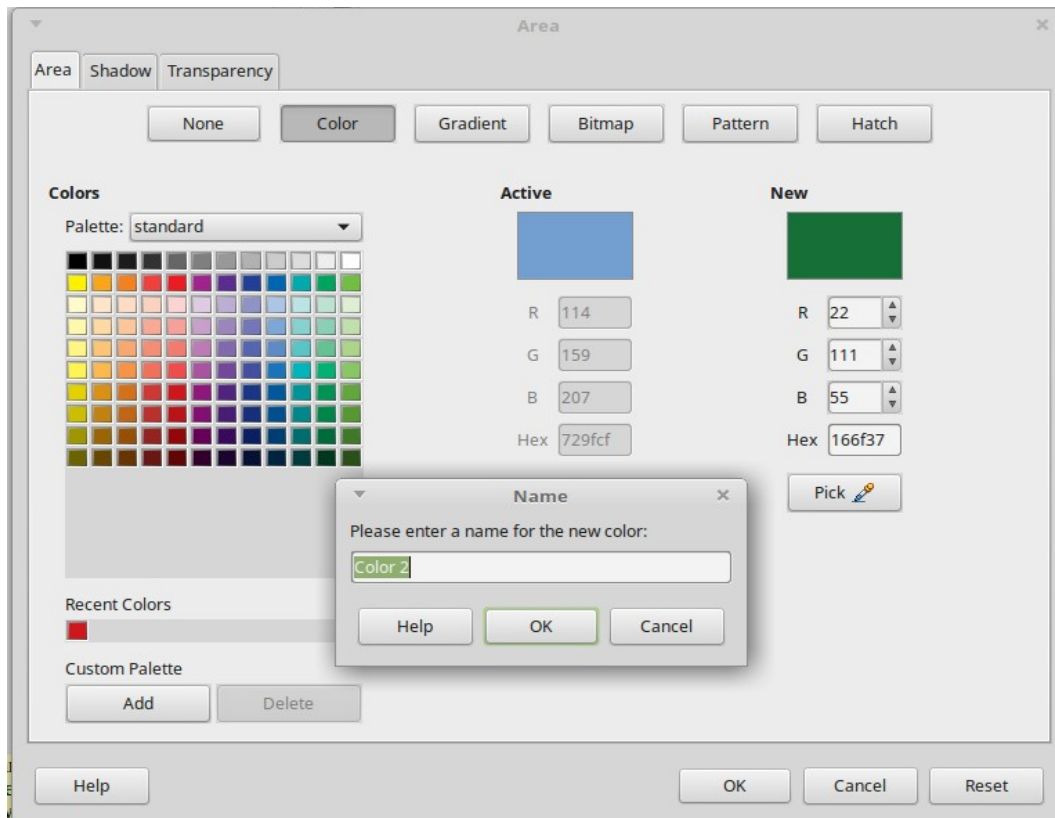 Area
Area Shadow Transparency
None Color Gradient Bitmap Pattern Hatch
Colors Active New
Palette: standard
R 114 R 22
G 159 G 111
B 207 B 55
Hex 729fcf Hex 166f37
Pick
Name
Please enter a name for the new color:
Color 2
Help OK Cancel
Recent Colors
Custom Palette
Add Delete
Help OK Cancel Reset